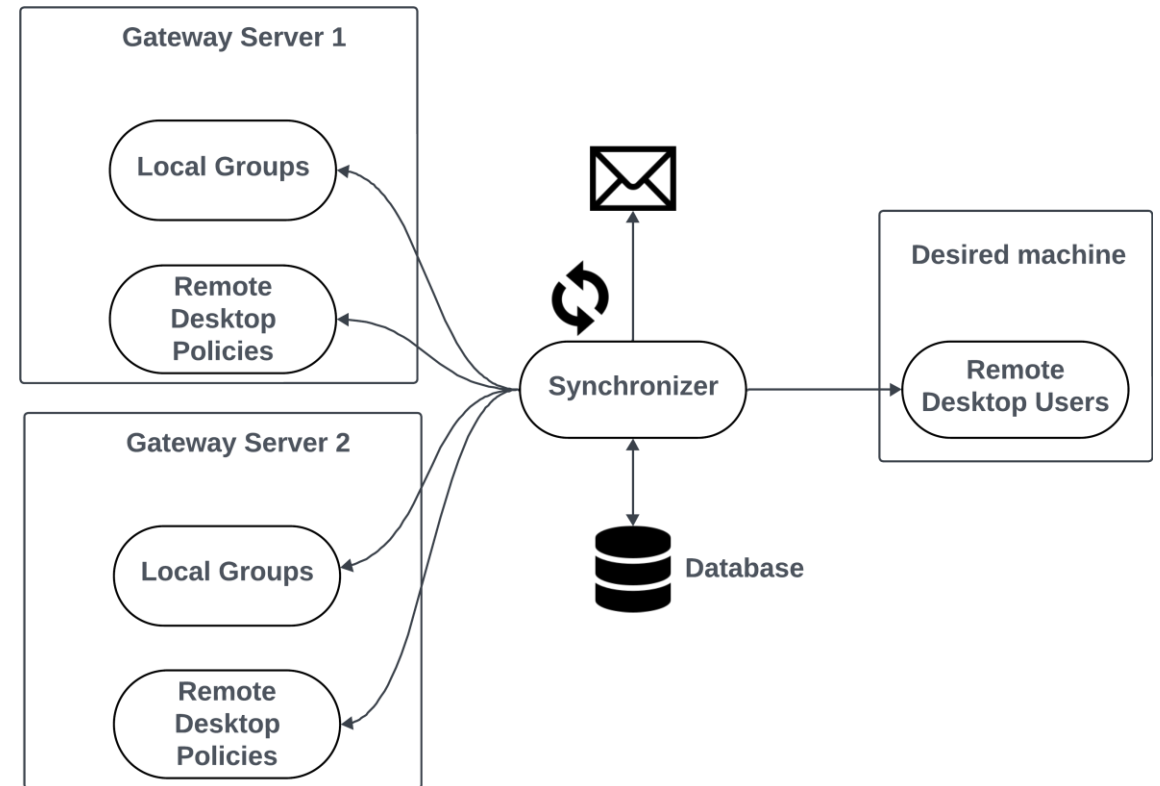 Gateway Server 1
Local Groups
Remote
Desktop
Policies
Gateway Server 2
Local Groups
Remote
Desktop
Policies
Synchronizer
Database
Desired machine
Remote
Desktop Users